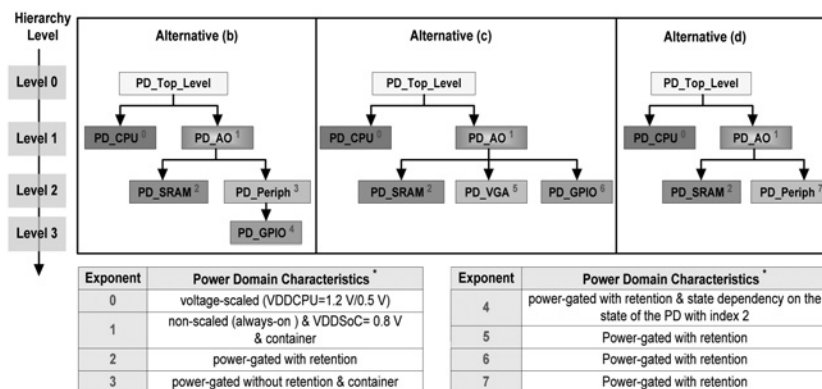 Hierarchy Level
Alternative (b)
Alternative (c)
Alternative (d)
Level 0
PD_Top_Level
PD_Top_Level
PD_Top_Level
Level 1
PD_CPU 0
PD_AO 1
PD_CPU 0
PD_AO 1
PD_CPU 0
PD_AO 1
Level 2
PD_SRAM 2
PD_Periph 3
PD_SRAM 2
PD_VGA 5
PD_GPIO 6
PD_SRAM 2
PD_Periph 7
Level 3
PD_GPIO 4
Exponent
Power Domain Characteristics *
0
voltage-scaled (VDDCPU=1.2 V/0.5 V)
1
non-scaled (always-on ) & VDDSoC= 0.8 V
& container
2
power-gated with retention
3
power-gated without retention & container
Exponent
Power Domain Characteristics *
4
power-gated with retention & state dependency on the
state of the PD with index 2
5
Power-gated with retention
6
Power-gated with retention
7
Power-gated with retention